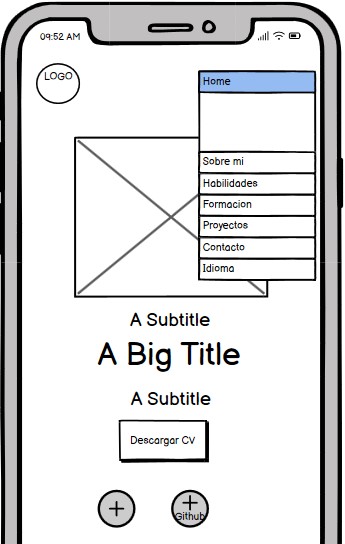 09:52 AM
LOGO
Home
Sobre mi
Habilidades
Formacion
Proyectos
Contacto
Idioma
A Subtitle
A Big Title
A Subtitle
Descargar CV
Github